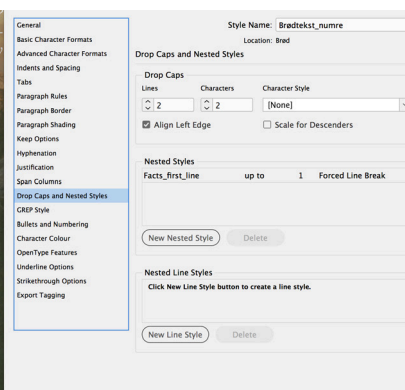 General
Basic Character Formats
Advanced Character Formats
Indents and Spacing
Tabs
Paragraph Rules
Paragraph Border
Paragraph Shading
Keep Options
Hyphenation
Justification
Span Columns
Drop Caps and Nested Styles
GREP Style
Bullets and Numbering
Character Colour
OpenType Features
Underline Options
Strikethrough Options
Export Tagging
Style Name: Brødtekst_numre
Location: Brød
Drop Caps and Nested Styles
Drop Caps
Lines Characters Character Style
2 2 [None]
Align Left Edge Scale for Descenders
Nested Styles
Facts_first_line up to 1 Forced Line Break
New Nested Style Delete
Nested Line Styles
Click New Line Style button to create a line style.
New Line Style Delete